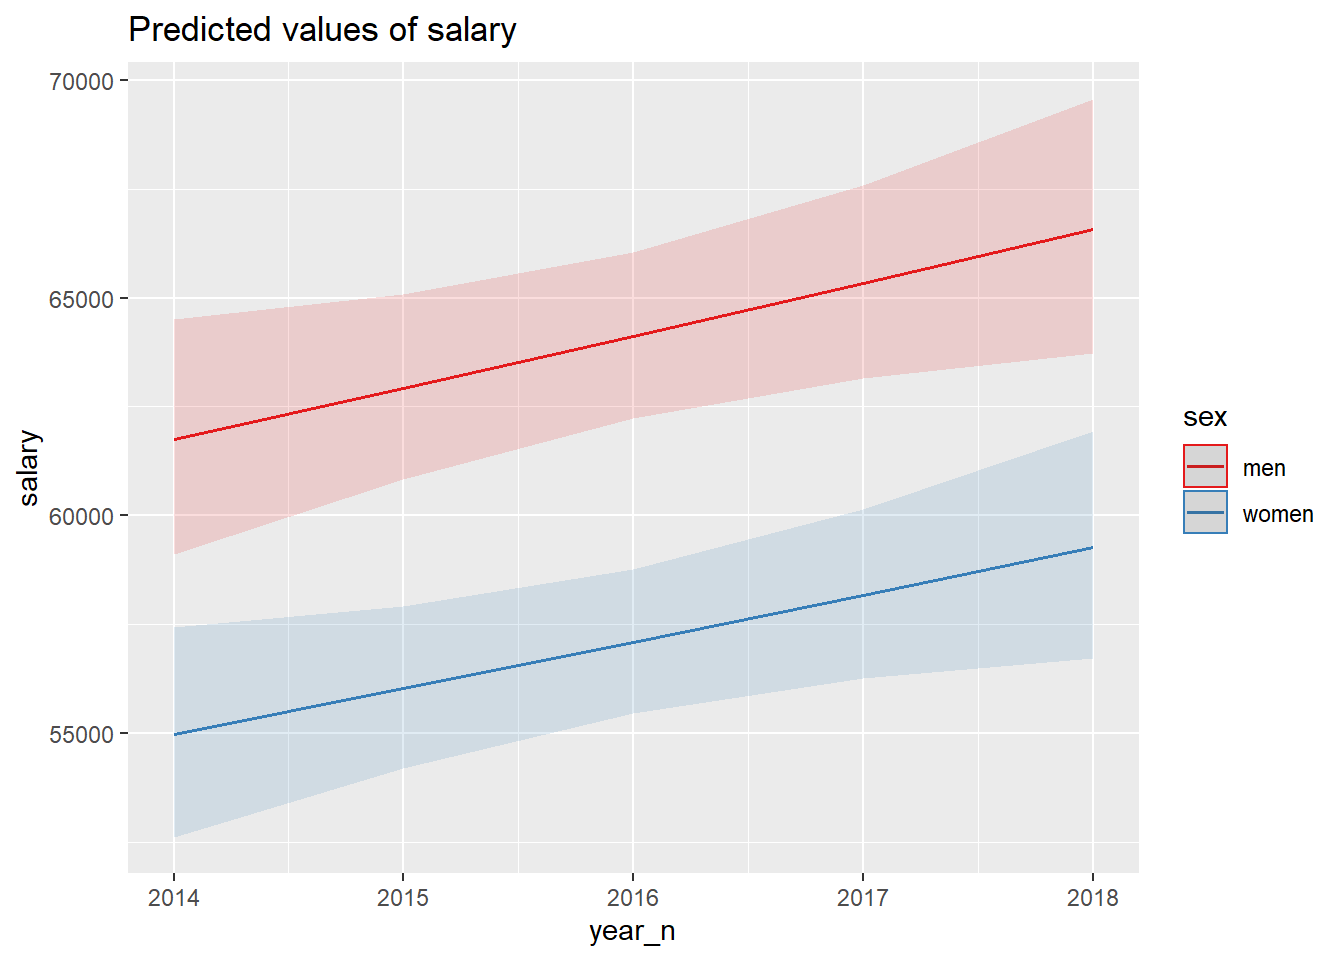 Predicted values of salary
70000
65000
60000
55000
salary
2014 2015 2016 2017 2018
year_n
sex
men
women